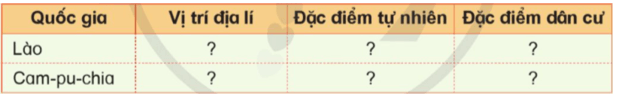 Quốc gia Vị trí địa lí Đặc điểm tự nhiên Đặc điểm dân cư
Lào ? ? ?
Cam-pu-chia ? ? ?